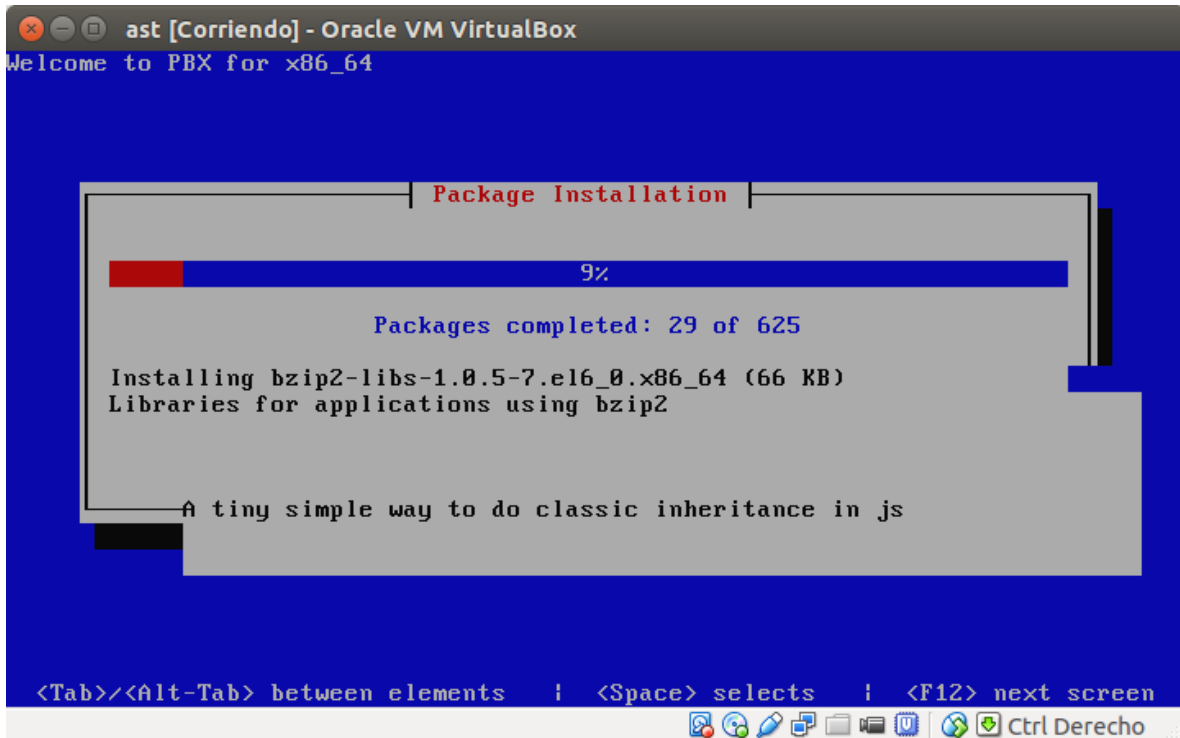 ast [Corriendo] - Oracle VM VirtualBox
Welcome to PBX for x86_64
Package Installation
9%
Packages completed: 29 of 625
Installing bzip2-libs-1.0.5-7.el6_0.x86_64 (66 KB)
Libraries for applications using bzip2
A tiny simple way to do classic inheritance in js
<Tab>/<Alt-Tab> between elements | <Space> selects | <F12> next screen
Ctrl Derecho